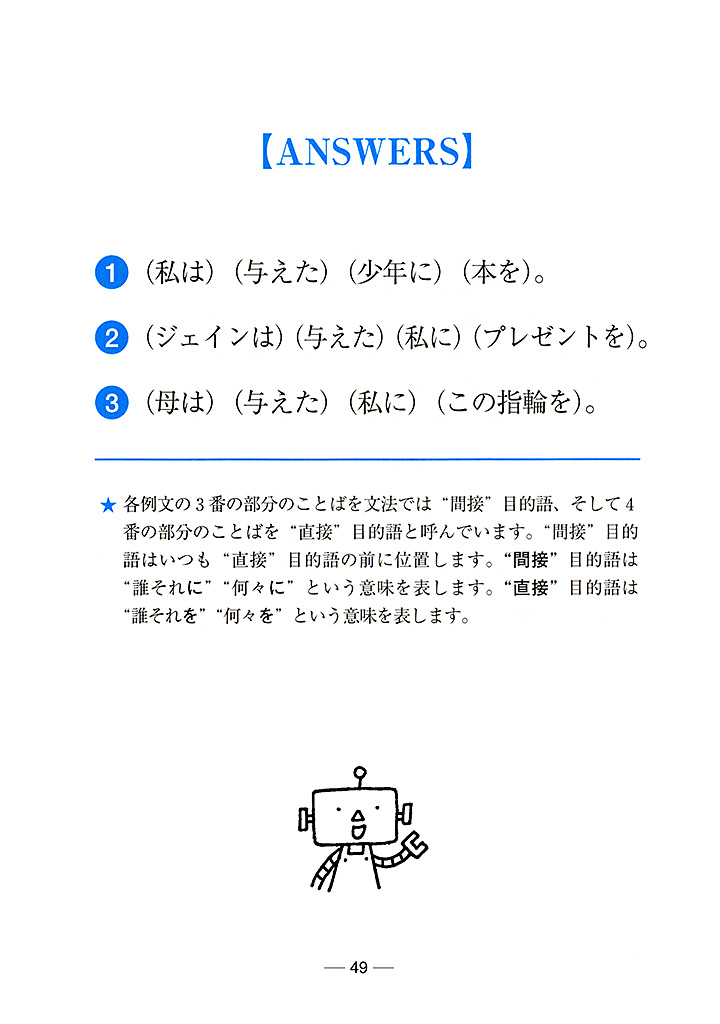 【ANSWERS】
1 (私は) (与えた) (少年に) (本を)。
2 (ジェインは) (与えた) (私に) (プレゼントを)。
3 (母は) (与えた) (私に) (この指輪を)。
★ 各例文の3番の部分のことばを文法では“間接”目的語、そして4
番の部分のことばを“直接”目的語と呼んでいます。“間接”目的
語はいつも“直接”目的語の前に位置します。“間接”目的語は
“誰それに”“何々に”という意味を表します。“直接”目的語は
“誰それを”“何々を”という意味を表します。
— 49 —